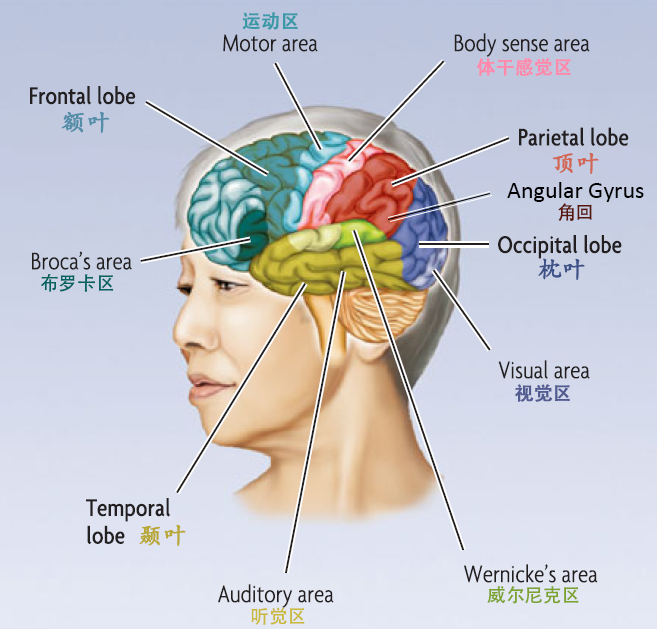 运动区
Motor area
Body sense area
体干感觉区
Frontal lobe
额叶
Parietal lobe
顶叶
Angular Gyrus
角回
Occipital lobe
枕叶
Broca's area
布罗卡区
Visual area
视觉区
Temporal
lobe 颞叶
Auditory area
听觉区
Wernicke's area
威尔尼克区